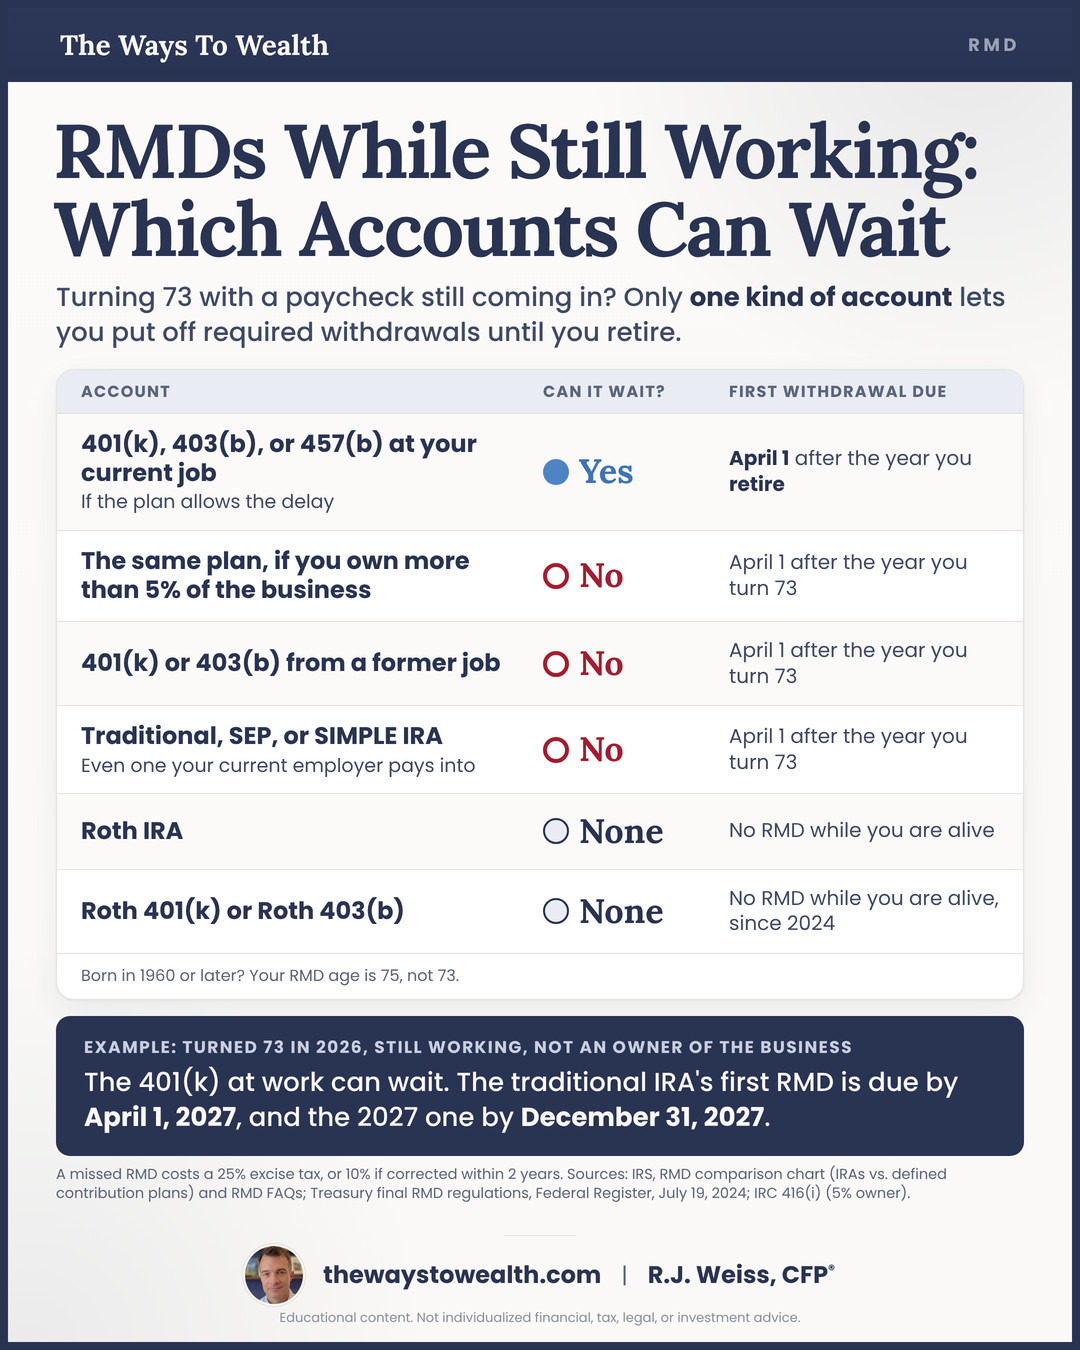 The Ways To Wealth
RMD
RMDs While Still Working:
Which Accounts Can Wait
Turning 73 with a paycheck still coming in? Only one kind of account lets
you put off required withdrawals until you retire.
ACCOUNT
CAN IT WAIT?
FIRST WITHDRAWAL DUE
401(k), 403(b), or 457(b) at your
current job
If the plan allows the delay
Yes
April 1 after the year you
retire
The same plan, if you own more
than 5% of the business
No
April 1 after the year you
turn 73
401(k) or 403(b) from a former job
No
April 1 after the year you
turn 73
Traditional, SEP, or SIMPLE IRA
Even one your current employer pays into
No
April 1 after the year you
turn 73
Roth IRA
None
No RMD while you are alive
Roth 401(k) or Roth 403(b)
None
No RMD while you are alive,
since 2024
Born in 1960 or later? Your RMD age is 75, not 73.
EXAMPLE: TURNED 73 IN 2026, STILL WORKING, NOT AN OWNER OF THE BUSINESS
The 401(k) at work can wait. The traditional IRA's first RMD is due by
April 1, 2027, and the 2027 one by December 31, 2027.
A missed RMD costs a 25% excise tax, or 10% if corrected within 2 years. Sources: IRS, RMD comparison chart (IRAs vs. defined
contribution plans) and RMD FAQs; Treasury final RMD regulations, Federal Register, July 19, 2024; IRC 416(i) (5% owner).
thewaystowealth.com | R.J. Weiss, CFP®
Educational content. Not individualized financial, tax, legal, or investment advice.